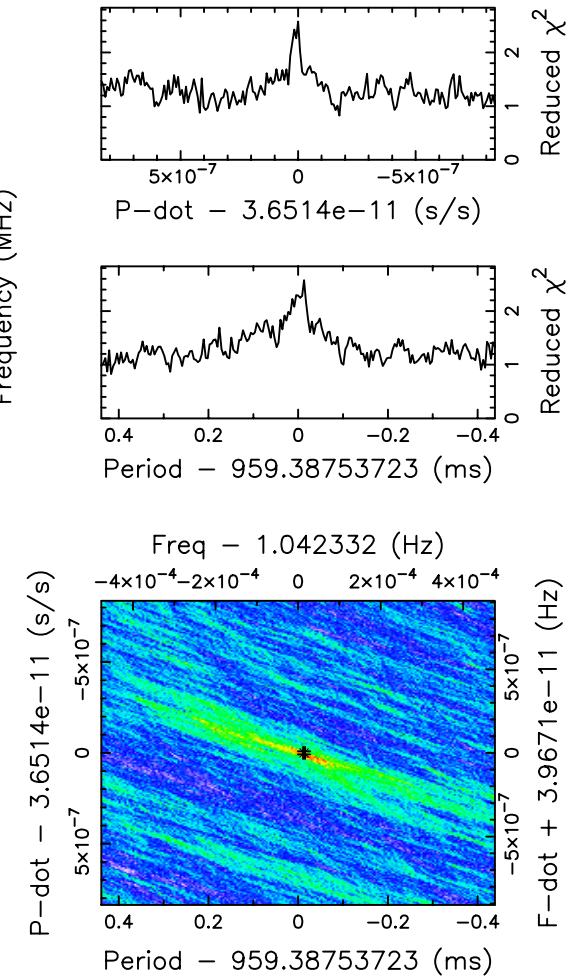 2
1
0
Reduced χ²
5×10⁻⁷ 0 −5×10⁻⁷
P−dot − 3.6514e−11 (s/s)
Frequency (MHz)
2
1
0
Reduced χ²
0.4 0.2 0 −0.2 −0.4
Period − 959.38753723 (ms)
Freq − 1.042332 (Hz)
−4×10⁻⁴ −2×10⁻⁴ 0 2×10⁻⁴ 4×10⁻⁴
P−dot − 3.6514e−11 (s/s)
−5×10⁻⁷ 0 5×10⁻⁷
5×10⁻⁷ 0 −5×10⁻⁷
F−dot + 3.9671e−11 (Hz)
0.4 0.2 0 −0.2 −0.4
Period − 959.38753723 (ms)